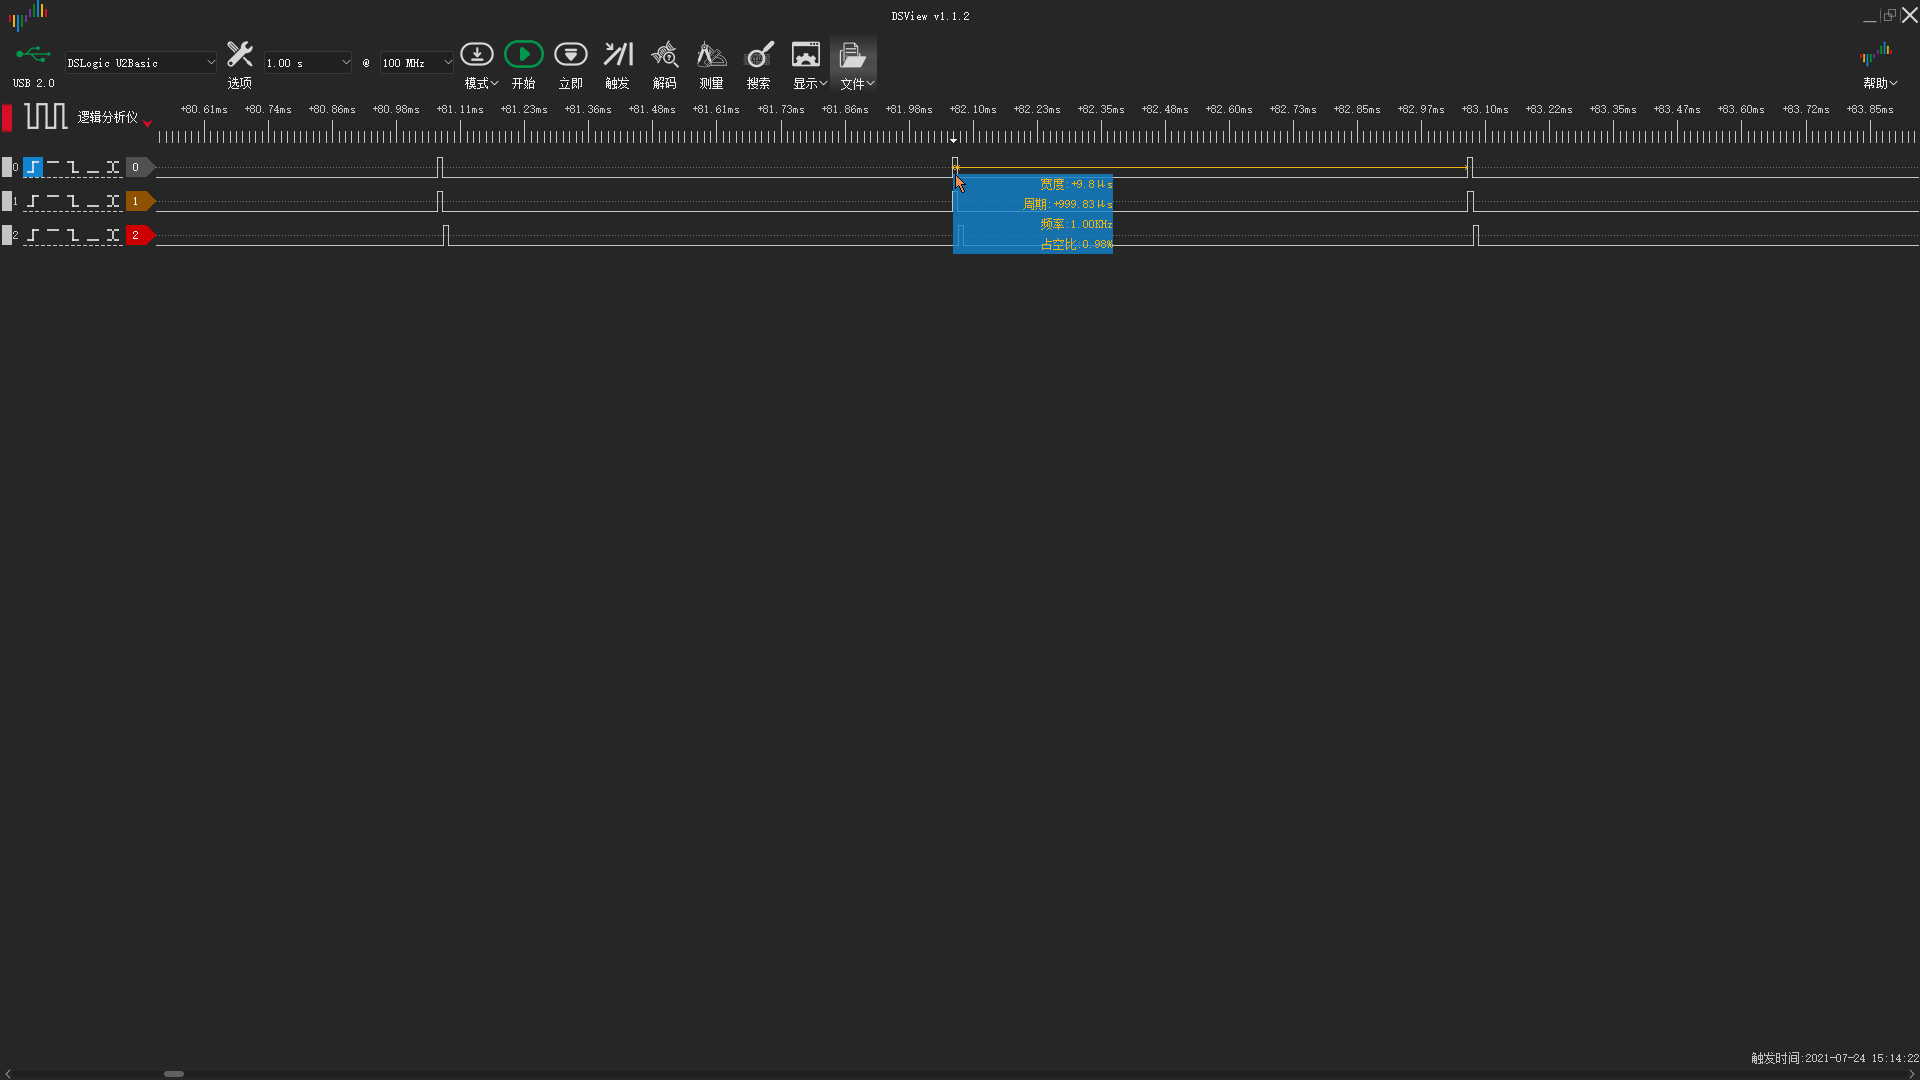 DSView v1.1.2
USB 2.0
DSLogic U2Basic
选项
1.00 s
@
100 MHz
模式
开始
立即
触发
解码
测量
搜索
显示
文件
帮助
逻辑分析仪
+80.61ms +80.74ms +80.86ms +80.98ms +81.11ms +81.23ms +81.36ms +81.48ms +81.61ms +81.73ms +81.86ms +81.98ms +82.10ms +82.23ms +82.35ms +82.48ms +82.60ms +82.73ms +82.85ms +82.97ms +83.10ms +83.22ms +83.35ms +83.47ms +83.60ms +83.72ms +83.85ms
0 0
1 1
2 2
宽度:+9.8μs
周期:+999.83μs
频率:1.00KHz
占空比:0.98%
触发时间:2021-07-24 15:14:22